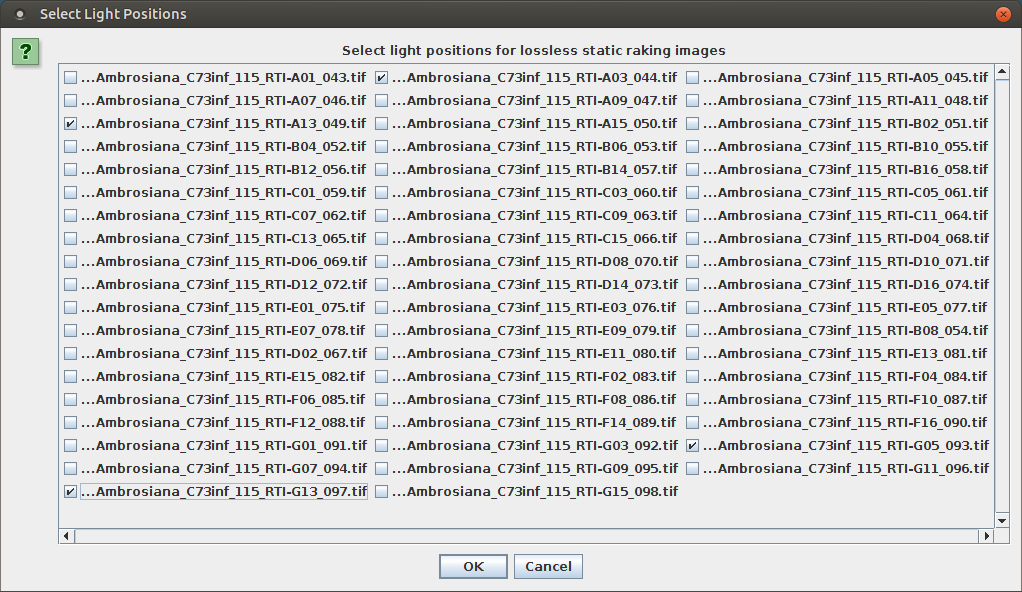 Select Light Positions
?
Select light positions for lossless static raking images
...Ambrosiana_C73inf_115_RTI-A01_043.tif ...Ambrosiana_C73inf_115_RTI-A03_044.tif ...Ambrosiana_C73inf_115_RTI-A05_045.tif
...Ambrosiana_C73inf_115_RTI-A07_046.tif ...Ambrosiana_C73inf_115_RTI-A09_047.tif ...Ambrosiana_C73inf_115_RTI-A11_048.tif
...Ambrosiana_C73inf_115_RTI-A13_049.tif ...Ambrosiana_C73inf_115_RTI-A15_050.tif ...Ambrosiana_C73inf_115_RTI-B02_051.tif
...Ambrosiana_C73inf_115_RTI-B04_052.tif ...Ambrosiana_C73inf_115_RTI-B06_053.tif ...Ambrosiana_C73inf_115_RTI-B10_055.tif
...Ambrosiana_C73inf_115_RTI-B12_056.tif ...Ambrosiana_C73inf_115_RTI-B14_057.tif ...Ambrosiana_C73inf_115_RTI-B16_058.tif
...Ambrosiana_C73inf_115_RTI-C01_059.tif ...Ambrosiana_C73inf_115_RTI-C03_060.tif ...Ambrosiana_C73inf_115_RTI-C05_061.tif
...Ambrosiana_C73inf_115_RTI-C07_062.tif ...Ambrosiana_C73inf_115_RTI-C09_063.tif ...Ambrosiana_C73inf_115_RTI-C11_064.tif
...Ambrosiana_C73inf_115_RTI-C13_065.tif ...Ambrosiana_C73inf_115_RTI-C15_066.tif ...Ambrosiana_C73inf_115_RTI-D04_068.tif
...Ambrosiana_C73inf_115_RTI-D06_069.tif ...Ambrosiana_C73inf_115_RTI-D08_070.tif ...Ambrosiana_C73inf_115_RTI-D10_071.tif
...Ambrosiana_C73inf_115_RTI-D12_072.tif ...Ambrosiana_C73inf_115_RTI-D14_073.tif ...Ambrosiana_C73inf_115_RTI-D16_074.tif
...Ambrosiana_C73inf_115_RTI-E01_075.tif ...Ambrosiana_C73inf_115_RTI-E03_076.tif ...Ambrosiana_C73inf_115_RTI-E05_077.tif
...Ambrosiana_C73inf_115_RTI-E07_078.tif ...Ambrosiana_C73inf_115_RTI-E09_079.tif ...Ambrosiana_C73inf_115_RTI-B08_054.tif
...Ambrosiana_C73inf_115_RTI-D02_067.tif ...Ambrosiana_C73inf_115_RTI-E11_080.tif ...Ambrosiana_C73inf_115_RTI-E13_081.tif
...Ambrosiana_C73inf_115_RTI-E15_082.tif ...Ambrosiana_C73inf_115_RTI-F02_083.tif ...Ambrosiana_C73inf_115_RTI-F04_084.tif
...Ambrosiana_C73inf_115_RTI-F06_085.tif ...Ambrosiana_C73inf_115_RTI-F08_086.tif ...Ambrosiana_C73inf_115_RTI-F10_087.tif
...Ambrosiana_C73inf_115_RTI-F12_088.tif ...Ambrosiana_C73inf_115_RTI-F14_089.tif ...Ambrosiana_C73inf_115_RTI-F16_090.tif
...Ambrosiana_C73inf_115_RTI-G01_091.tif ...Ambrosiana_C73inf_115_RTI-G03_092.tif ...Ambrosiana_C73inf_115_RTI-G05_093.tif
...Ambrosiana_C73inf_115_RTI-G07_094.tif ...Ambrosiana_C73inf_115_RTI-G09_095.tif ...Ambrosiana_C73inf_115_RTI-G11_096.tif
...Ambrosiana_C73inf_115_RTI-G13_097.tif ...Ambrosiana_C73inf_115_RTI-G15_098.tif
OK Cancel